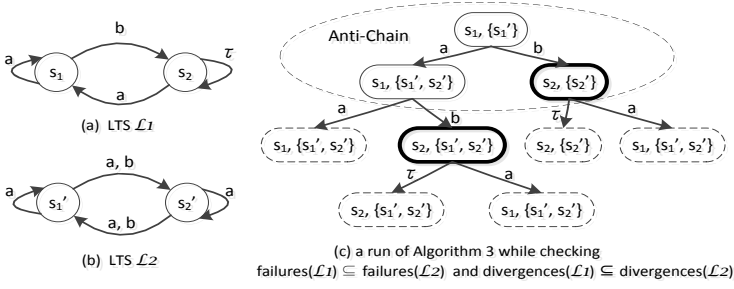 a
s₁
b
a
s₂
τ
(a) LTS ℒ1
a
s₁'
a, b
a, b
s₂'
a
(b) LTS ℒ2
Anti-Chain
s₁, {s₁'}
a
b
s₁, {s₁', s₂'}
s₂, {s₂'}
a
b
τ
a
s₁, {s₁', s₂'}
s₂, {s₁', s₂'}
s₂, {s₂'}
s₁, {s₁', s₂'}
τ
a
s₂, {s₁', s₂'}
s₁, {s₁', s₂'}
(c) a run of Algorithm 3 while checking
failures(ℒ1) ⊆ failures(ℒ2) and divergences(ℒ1) ⊆ divergences(ℒ2)